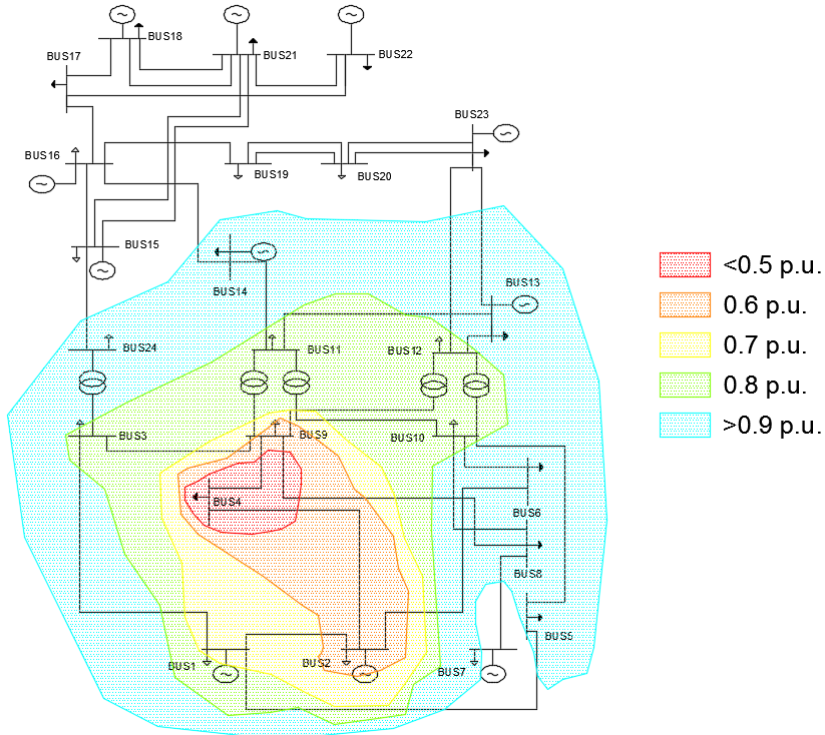 BUS18
BUS21
BUS22
BUS17
BUS23
BUS16
BUS19
BUS20
BUS15
BUS14
BUS13
BUS24
BUS11
BUS12
BUS3
BUS9
BUS10
BUS4
BUS6
BUS8
BUS5
BUS1
BUS2
BUS7
<0.5 p.u.
0.6 p.u.
0.7 p.u.
0.8 p.u.
>0.9 p.u.